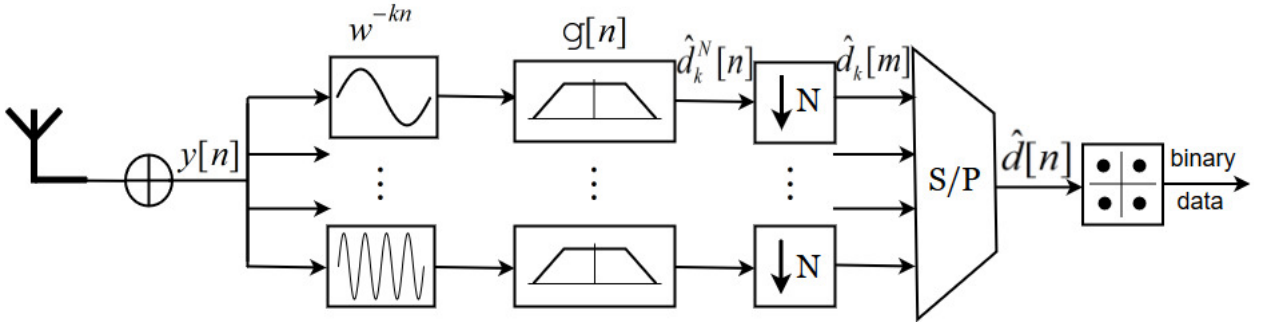 w^{-kn}
g[n]
\hat{d}_k^N[n]
\hat{d}_k[m]
y[n]
↓N
S/P
\hat{d}[n]
binary
data
↓N